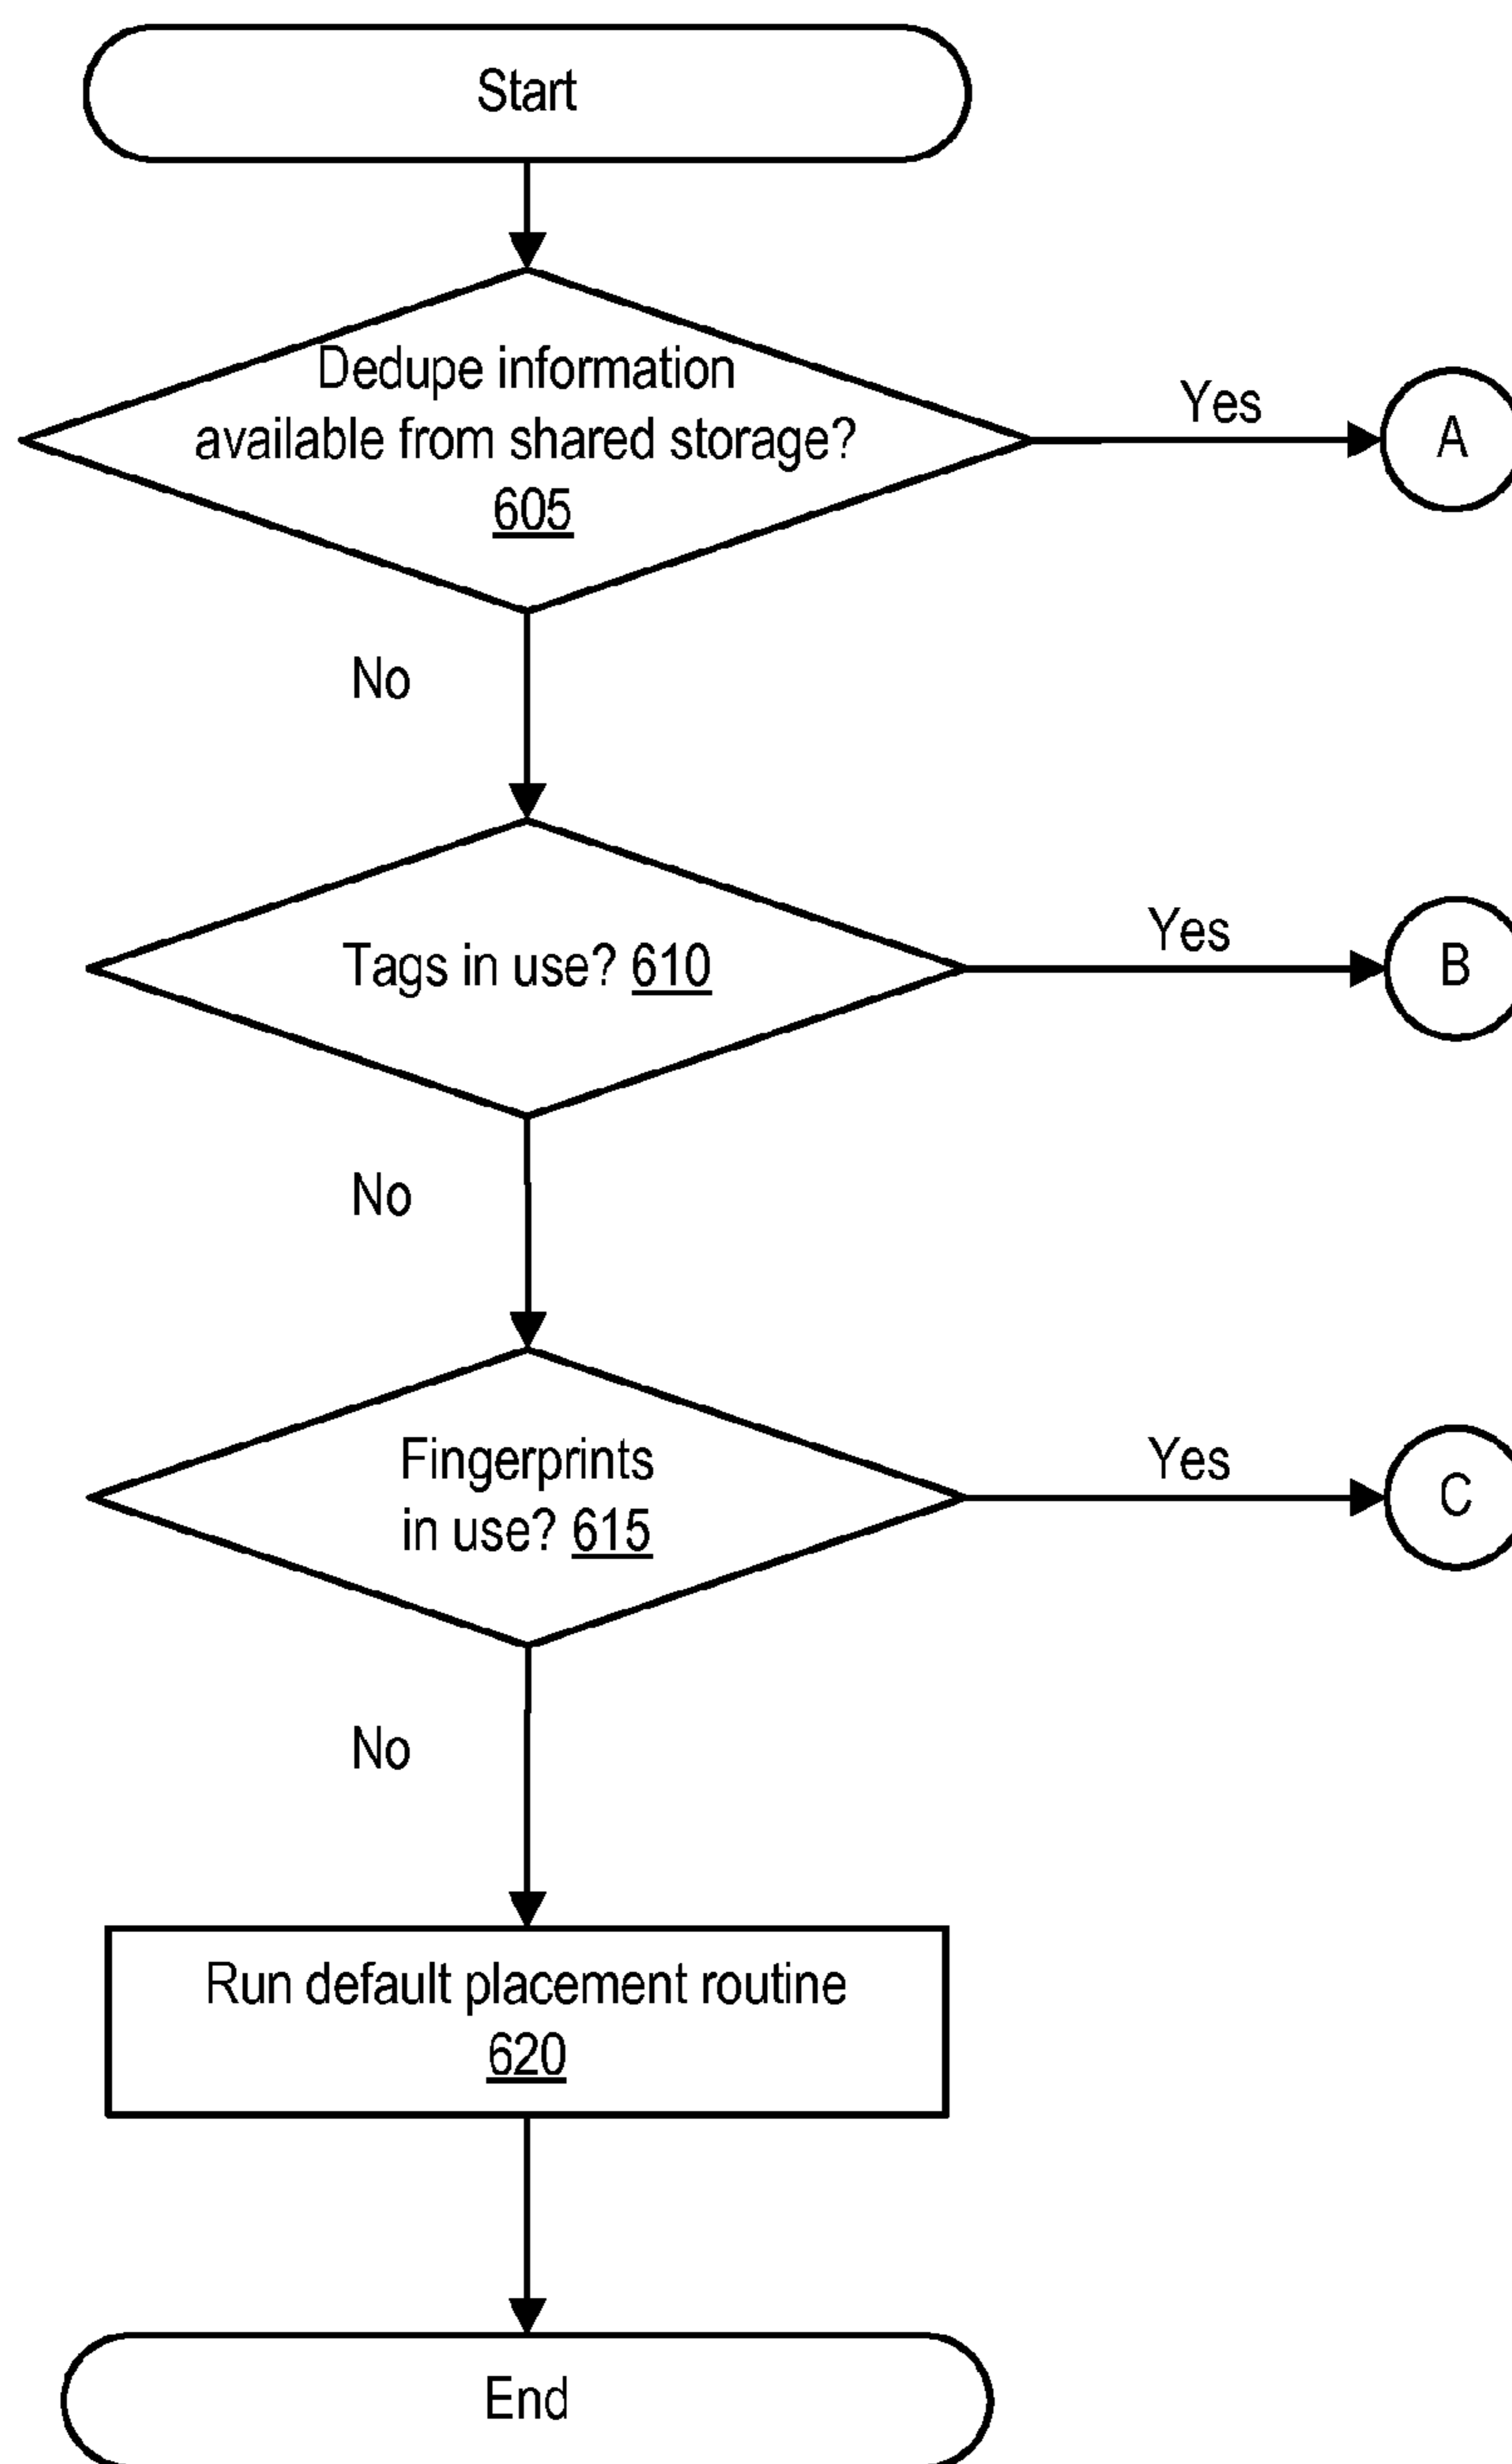 Start
Dedupe information
available from shared storage?
605
Yes
A
No
Tags in use? 610
Yes
B
No
Fingerprints
in use? 615
Yes
C
No
Run default placement routine
620
End